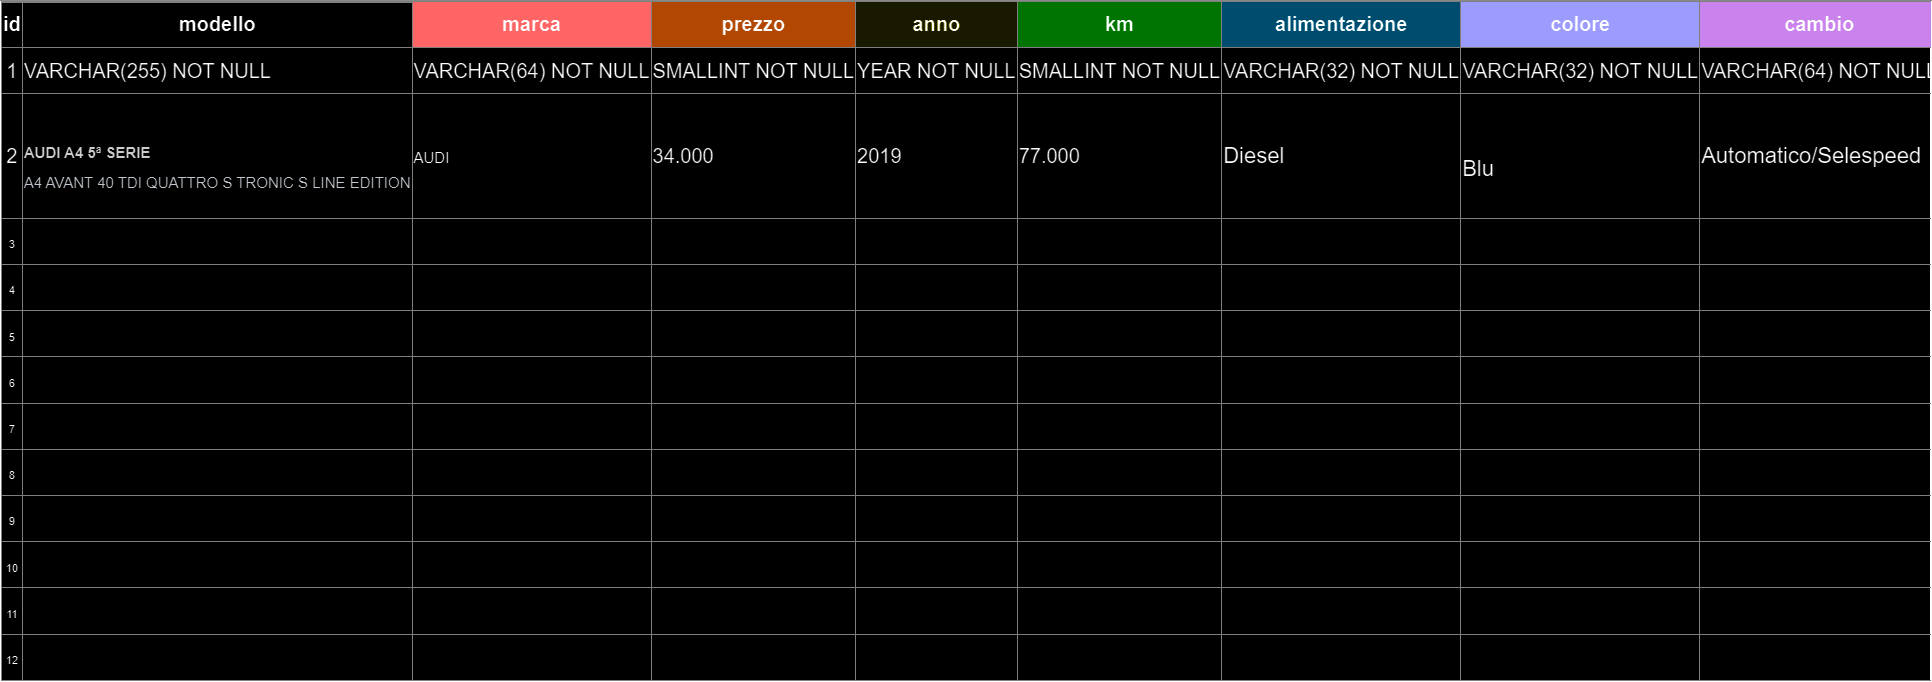 id modello marca prezzo anno km alimentazione colore cambio
1 VARCHAR(255) NOT NULL VARCHAR(64) NOT NULL SMALLINT NOT NULL YEAR NOT NULL SMALLINT NOT NULL VARCHAR(32) NOT NULL VARCHAR(32) NOT NULL VARCHAR(64) NOT NULL
2 AUDI A4 5ª SERIE AUDI 34.000 2019 77.000 Diesel Blu Automatico/Selespeed
A4 AVANT 40 TDI QUATTRO S TRONIC S LINE EDITION
3
4
5
6
7
8
9
10
11
12